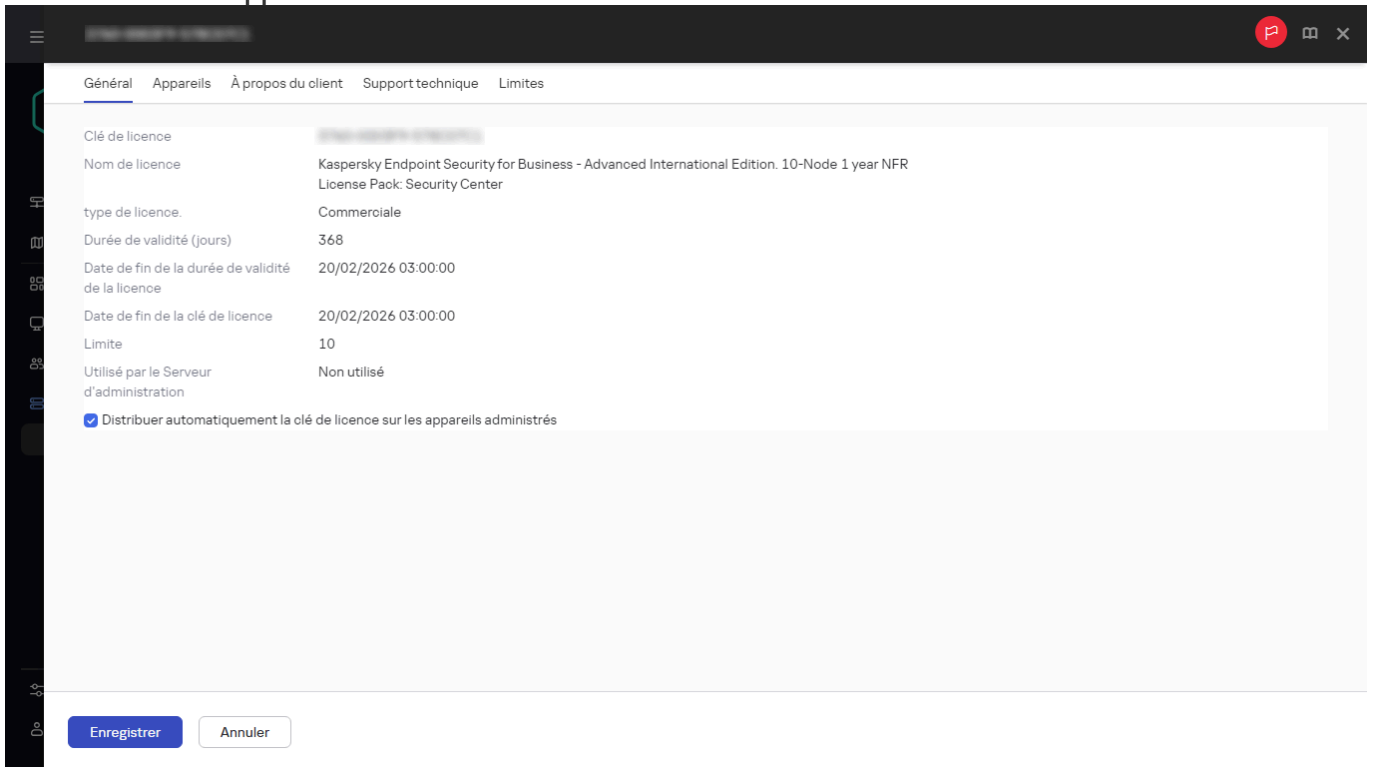 Général Appareils À propos du client Support technique Limites
Clé de licence
Nom de licence Kaspersky Endpoint Security for Business - Advanced International Edition. 10-Node 1 year NFR
License Pack: Security Center
type de licence. Commerciale
Durée de validité (jours) 368
Date de fin de la durée de validité 20/02/2026 03:00:00
de la licence
Date de fin de la clé de licence 20/02/2026 03:00:00
Limite 10
Utilisé par le Serveur Non utilisé
d'administration
Distribuer automatiquement la clé de licence sur les appareils administrés
Enregistrer Annuler